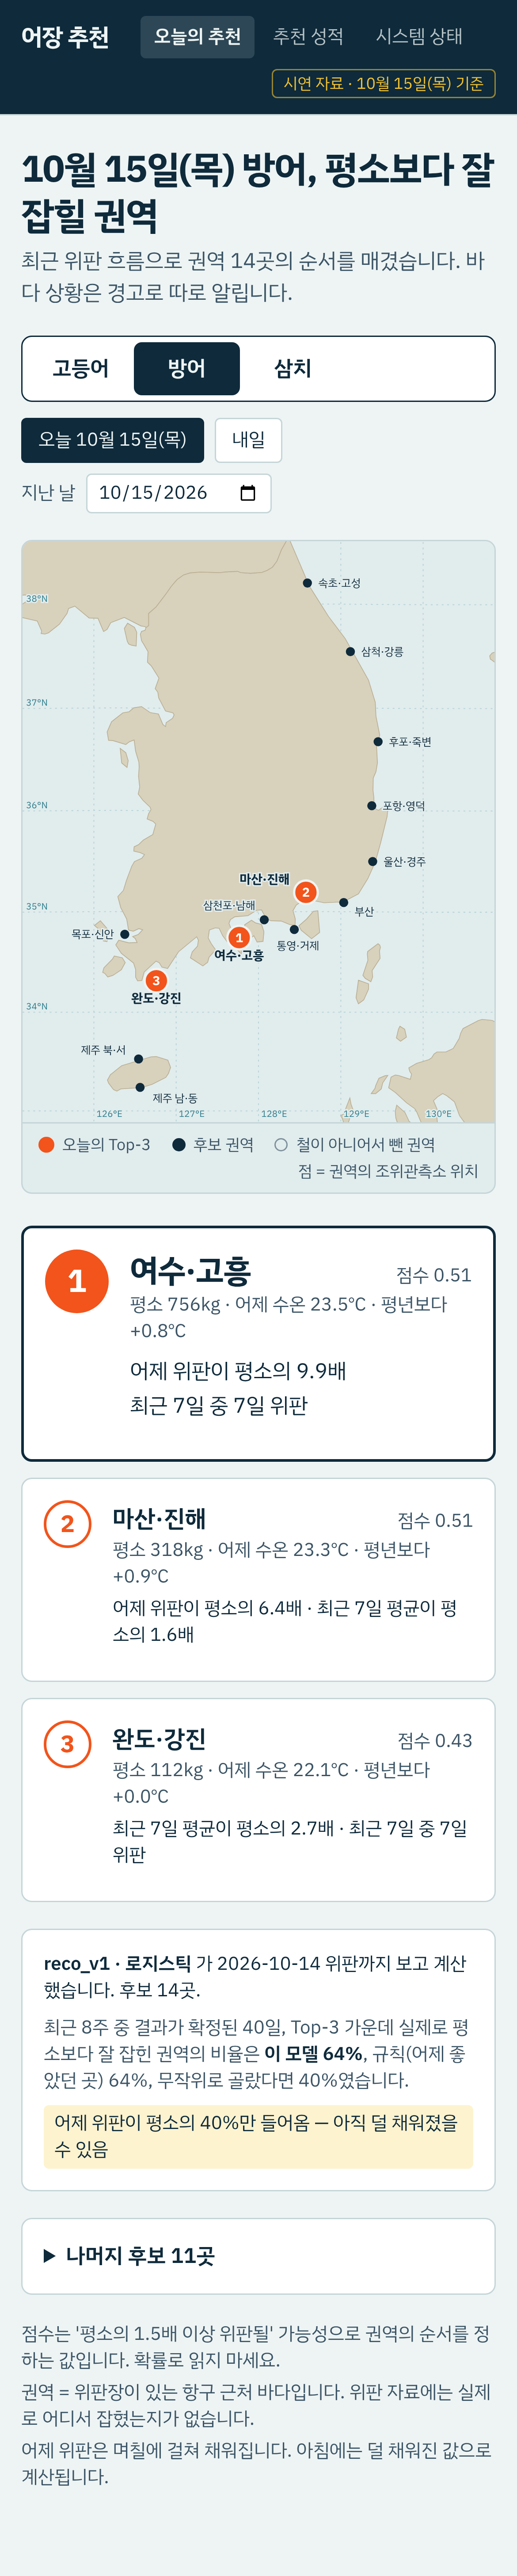 어장 추천
오늘의 추천
추천 성적
시스템 상태
시연 자료 · 10월 15일(목) 기준
10월 15일(목) 방어, 평소보다 잘
잡힐 권역
최근 위판 흐름으로 권역 14곳의 순서를 매겼습니다. 바
다 상황은 경고로 따로 알립니다.
고등어
방어
삼치
오늘 10월 15일(목)
내일
지난 날
10/15/2026
속초·고성
38°N
삼척·강릉
37°N
후포·죽변
36°N
포항·영덕
울산·경주
마산·진해
2
35°N
삼천포·남해
부산
목포·신안
1
통영·거제
여수·고흥
3
완도·강진
34°N
제주 북·서
제주 남·동
126°E
127°E
128°E
129°E
130°E
오늘의 Top-3
후보 권역
철이 아니어서 뺀 권역
점 = 권역의 조위관측소 위치
1
여수·고흥
점수 0.51
평소 756kg · 어제 수온 23.5℃ · 평년보다
+0.8℃
어제 위판이 평소의 9.9배
최근 7일 중 7일 위판
2
마산·진해
점수 0.51
평소 318kg · 어제 수온 23.3℃ · 평년보다
+0.9℃
어제 위판이 평소의 6.4배 · 최근 7일 평균이 평
소의 1.6배
3
완도·강진
점수 0.43
평소 112kg · 어제 수온 22.1℃ · 평년보다
+0.0℃
최근 7일 평균이 평소의 2.7배 · 최근 7일 중 7일
위판
reco_v1 · 로지스틱 가 2026-10-14 위판까지 보고 계산
했습니다. 후보 14곳.
최근 8주 중 결과가 확정된 40일, Top-3 가운데 실제로 평
소보다 잘 잡힌 권역의 비율은 이 모델 64%, 규칙(어제 좋
았던 곳) 64%, 무작위로 골랐다면 40%였습니다.
어제 위판이 평소의 40%만 들어옴 — 아직 덜 채워졌을
수 있음
▶ 나머지 후보 11곳
점수는 '평소의 1.5배 이상 위판될' 가능성으로 권역의 순서를 정
하는 값입니다. 확률로 읽지 마세요.
권역 = 위판장이 있는 항구 근처 바다입니다. 위판 자료에는 실제
로 어디서 잡혔는지가 없습니다.
어제 위판은 며칠에 걸쳐 채워집니다. 아침에는 덜 채워진 값으로
계산됩니다.